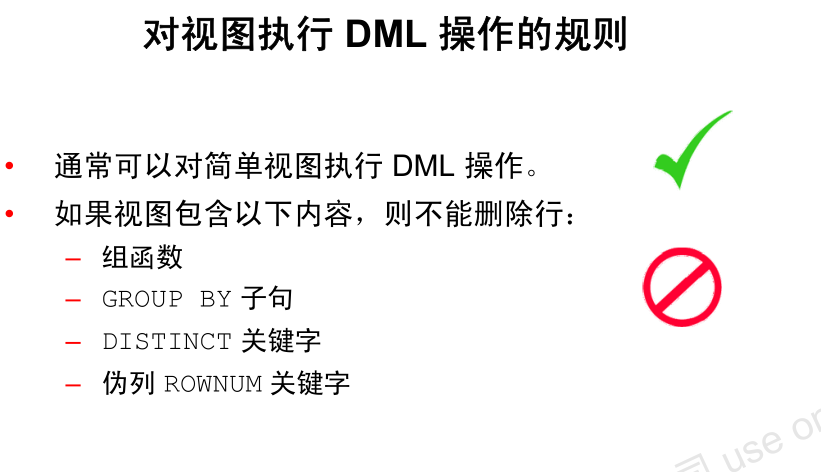 对视图执行 DML 操作的规则
• 通常可以对简单视图执行 DML 操作。
• 如果视图包含以下内容，则不能删除行：
– 组函数
– GROUP BY 子句
– DISTINCT 关键字
– 伪列 ROWNUM 关键字
司 use on